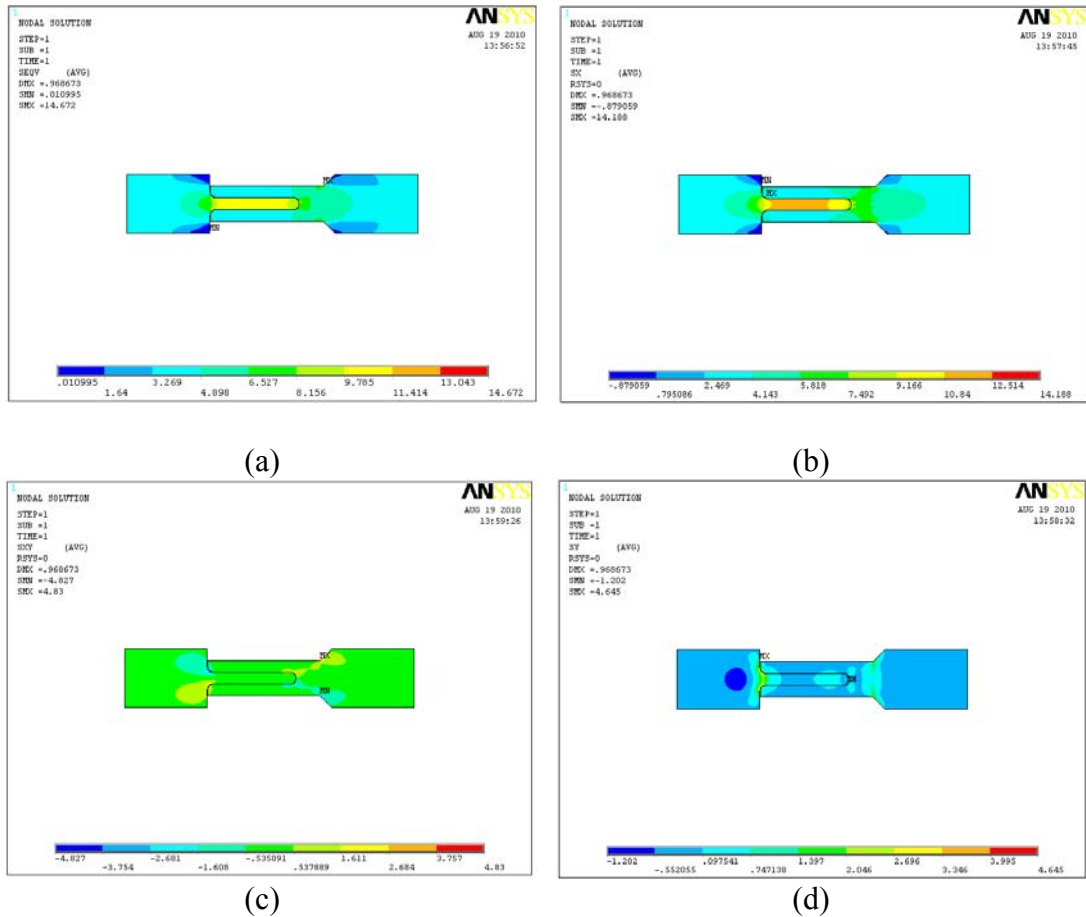 1
NODAL SOLUTION
STEP=1
SUB =1
TIME=1
SEQV (AVG)
DMX =.968673
SMN =.010995
SMX =14.672
ANSYS
AUG 19 2010
13:56:52
MX
MN
.010995 3.269 6.527 9.785 13.043
1.64 4.898 8.156 11.414 14.672
(a)
1
NODAL SOLUTION
STEP=1
SUB =1
TIME=1
SX (AVG)
RSYS=0
DMX =.968673
SMN =-.879059
SMX =14.188
ANSYS
AUG 19 2010
13:57:45
MN
MX
-.879059 2.469 5.818 9.166 12.514
.795086 4.143 7.492 10.84 14.188
(b)
1
NODAL SOLUTION
STEP=1
SUB =1
TIME=1
SXY (AVG)
RSYS=0
DMX =.968673
SMN =-4.827
SMX =4.83
ANSYS
AUG 19 2010
13:59:26
MX
MN
-4.827 -2.681 -.535091 1.611 3.757
-3.754 -1.608 .537889 2.684 4.83
(c)
1
NODAL SOLUTION
STEP=1
SUB =1
TIME=1
SY (AVG)
RSYS=0
DMX =.968673
SMN =-1.202
SMX =4.645
ANSYS
AUG 19 2010
13:58:32
MX
MN
-1.202 .097541 1.397 2.696 3.995
-.552055 .747138 2.046 3.346 4.645
(d)